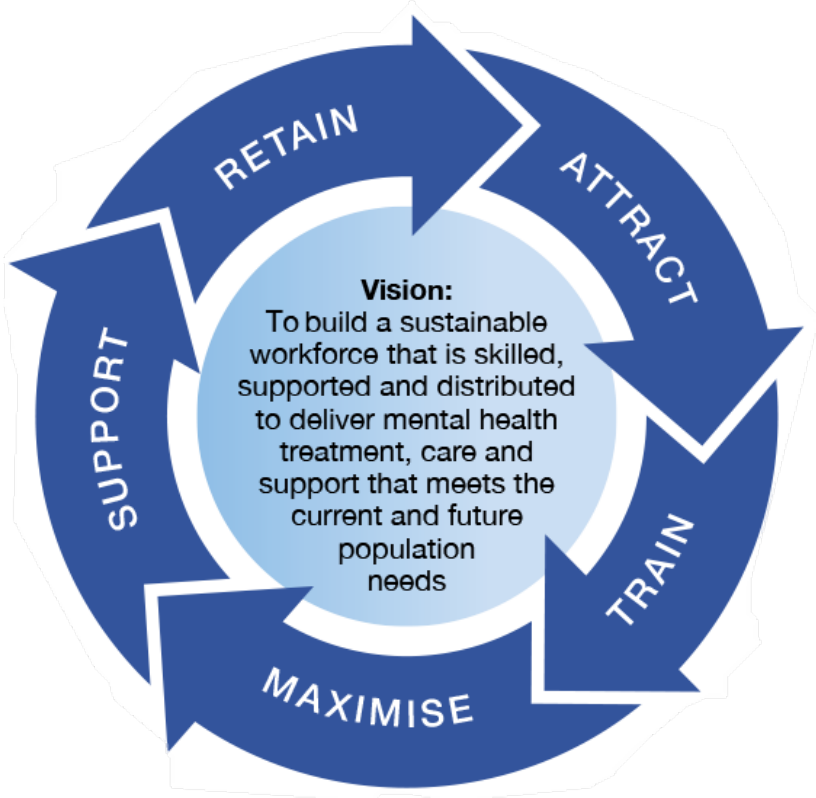 RETAIN
ATTRACT
TRAIN
MAXIMISE
SUPPORT
Vision:
To build a sustainable
workforce that is skilled,
supported and distributed
to deliver mental health
treatment, care and
support that meets the
current and future
population
needs